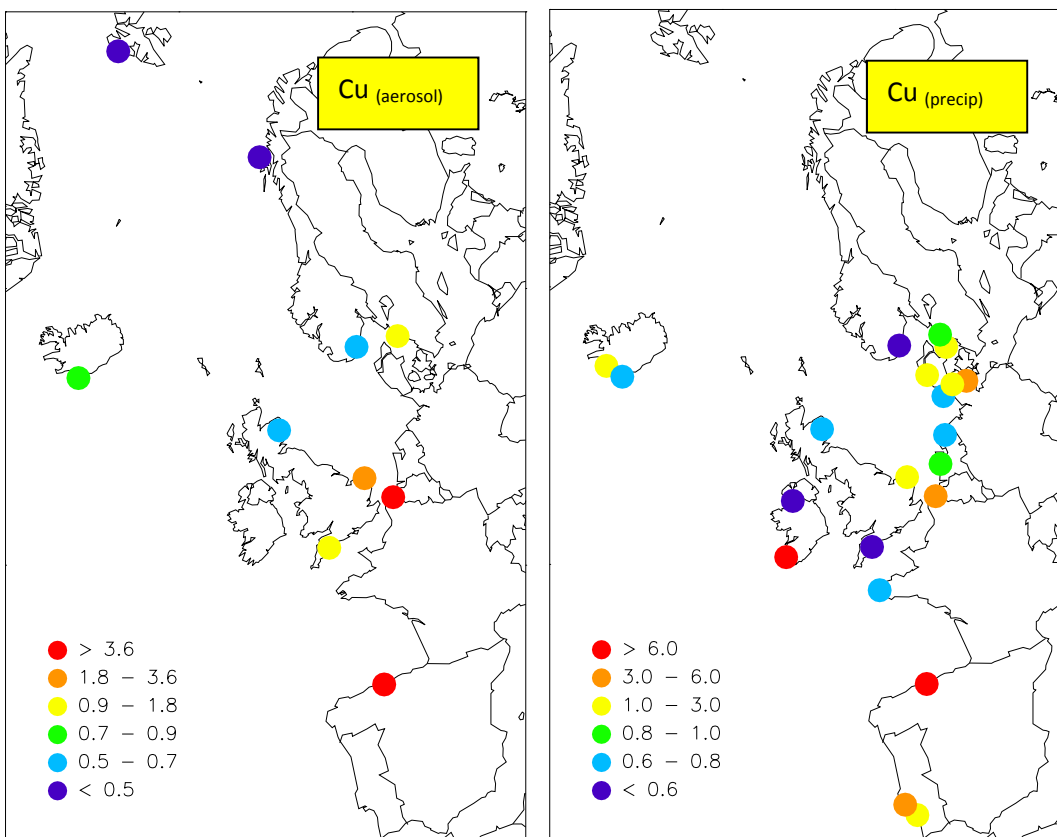 Cu (aerosol)
> 3.6
1.8 – 3.6
0.9 – 1.8
0.7 – 0.9
0.5 – 0.7
< 0.5
Cu (precip)
> 6.0
3.0 – 6.0
1.0 – 3.0
0.8 – 1.0
0.6 – 0.8
< 0.6